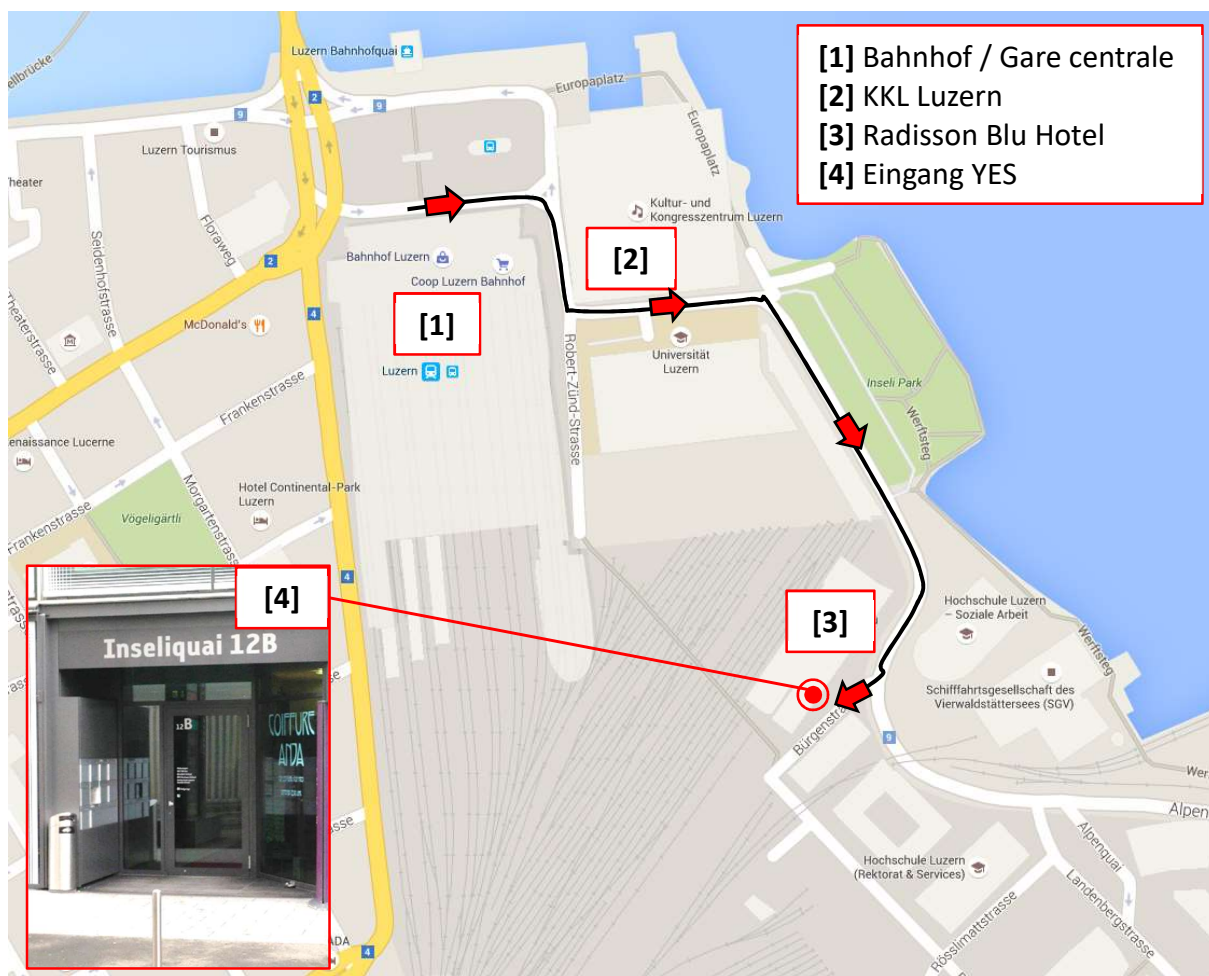 [1] Bahnhof / Gare centrale
[2] KKL Luzern
[3] Radisson Blu Hotel
[4] Eingang YES
Luzern Bahnhofquai
Europaplatz
Europaplatz
9
2
9
Luzern Tourismus
Kultur- und
Kongresszentrum Luzern
Seidenhofstrasse
Floraweg
2
[2]
Bahnhof Luzern
Coop Luzern Bahnhof
4
McDonald's
[1]
Theaterstrasse
Luzern
Robert-Zünd-Strasse
Universität
Luzern
Inseli Park
Werftsteg
Frankenstrasse
Hotel Continental-Park
Luzern
Morgartenstrasse
Vögeligärtli
Frankenstrasse
4
[4]
[3]
Hochschule Luzern
– Soziale Arbeit
Werftsteg
Inseliquai 12B
Schifffahrtsgesellschaft des
Vierwaldstättersees (SGV)
12B
COIFFURE
ANJA
9
Alpenquai
Landenbergstrasse
Hochschule Luzern
(Rektorat & Services)
Rösslimattstrasse
4